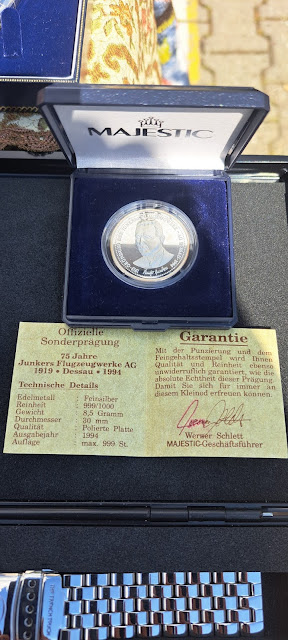 MAJESTIC
Offizielle
Sonderprägung
75 Jahre
Junkers Flugzeugwerke AG
1919 • Dessau • 1994
Technische Details
Edelmetall : Feinsilber
Reinheit : 999/1000
Gewicht : 8,5 Gramm
Durchmesser : 30 mm
Qualität : Polierte Platte
Ausgabejahr : 1994
Auflage : max. 999 St.
Garantie
Mit der Punzierung und dem
Feingehaltsstempel wird Ihnen
Qualität und Reinheit ebenso
unwiderruflich garantiert, wie die
absolute Echtheit dieser Prägung.
Damit Sie sich für immer an
diesem Kleinod erfreuen können.
Werner Schlett
MAJESTIC-Geschäftsführer